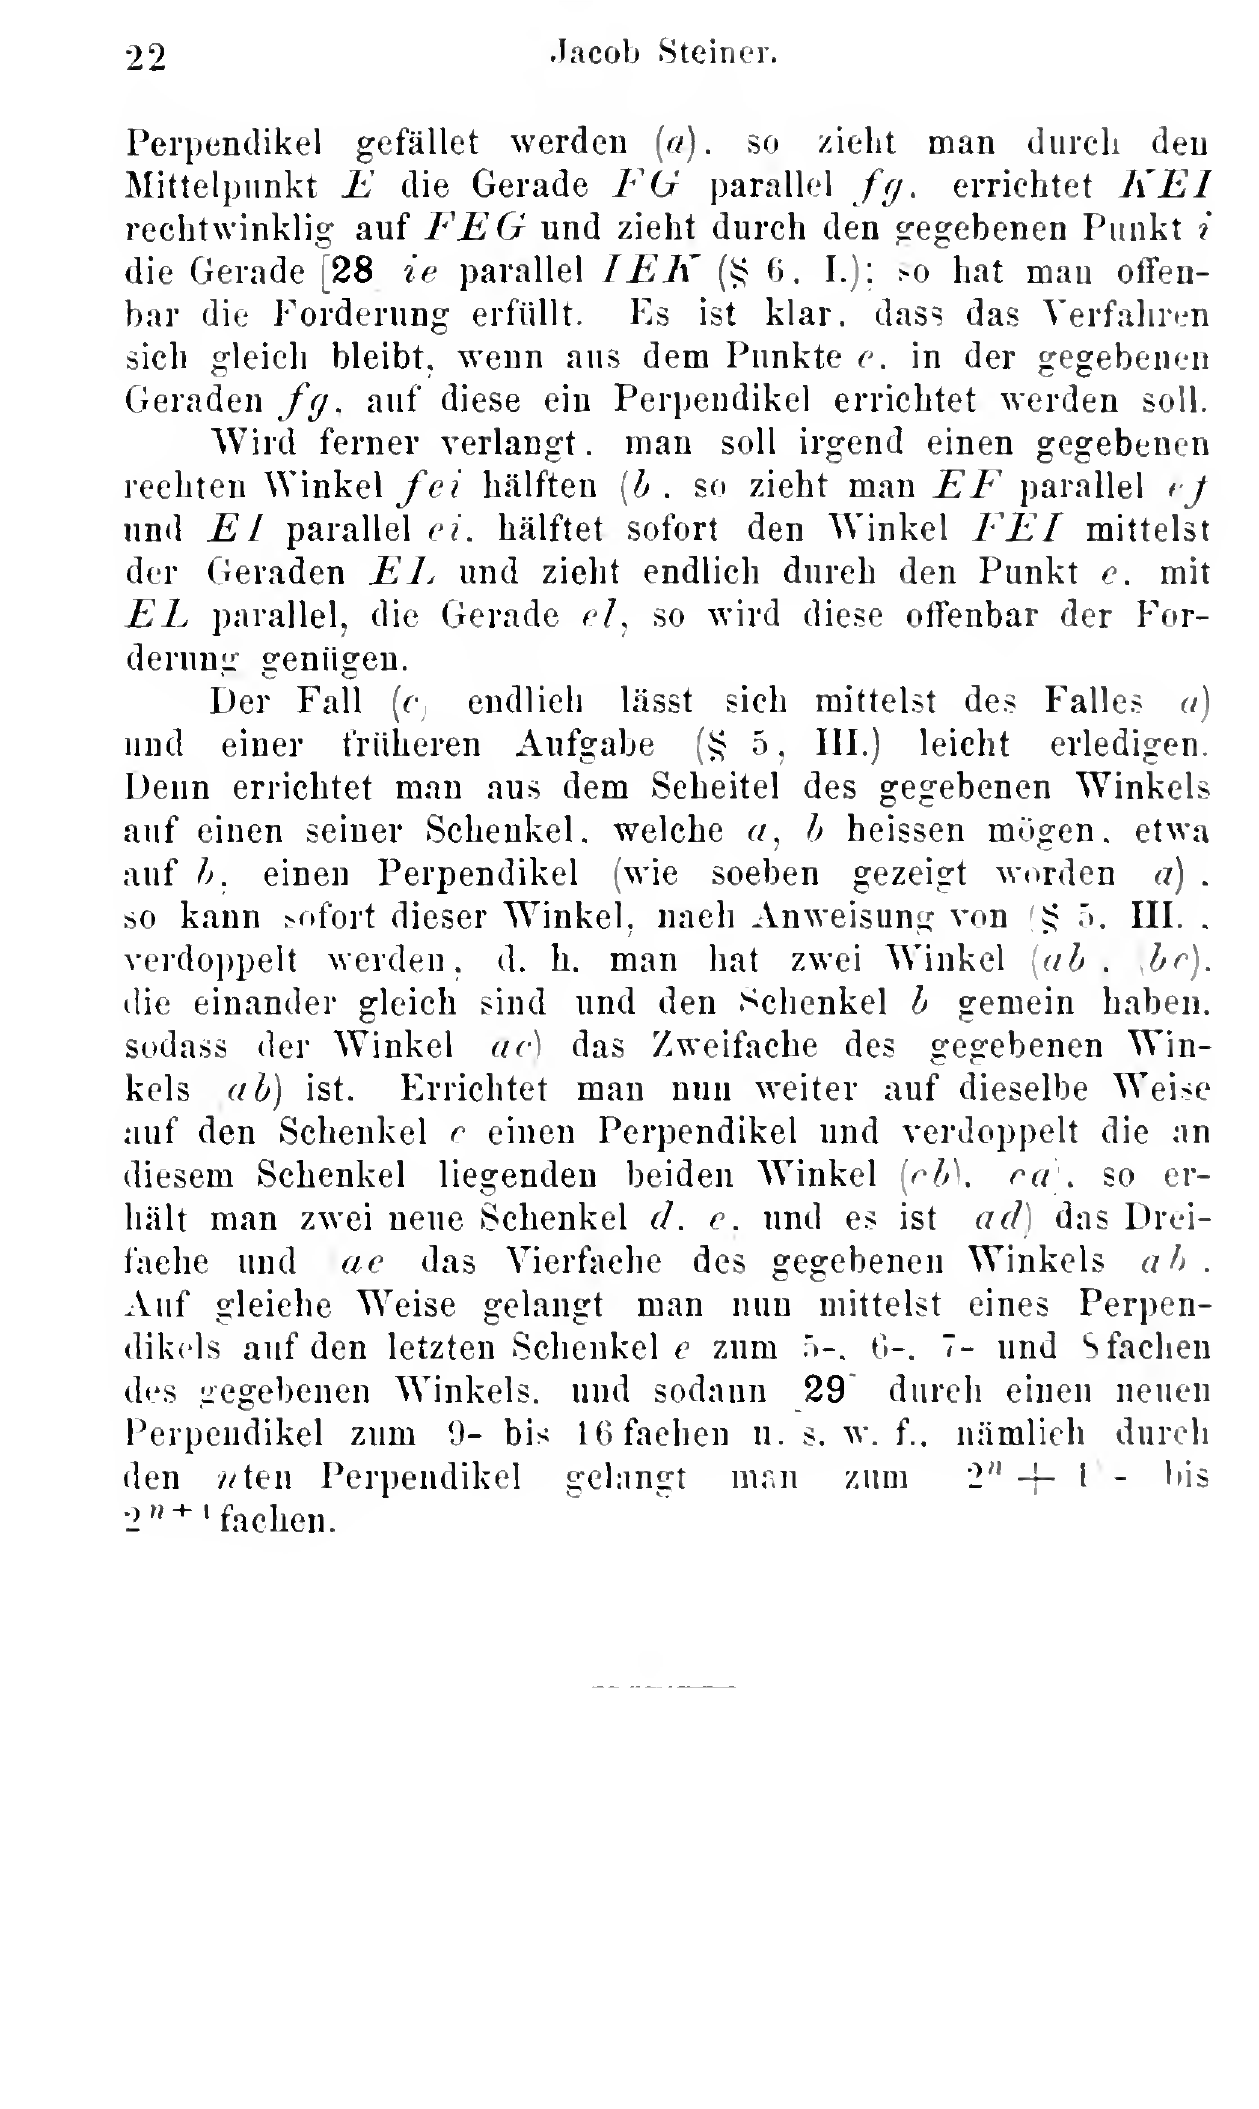 22 Jacob Steiner.
Perpendikel gefället werden (a), so zieht man durch den
Mittelpunkt E die Gerade FG parallel fg, errichtet KEI
rechtwinklig auf FEG und zieht durch den gegebenen Punkt i
die Gerade [28] ie parallel IEK (§ 6. I.); so hat man offen-
bar die Forderung erfüllt. Es ist klar, dass das Verfahren
sich gleich bleibt, wenn aus dem Punkte e, in der gegebenen
Geraden fg, auf diese ein Perpendikel errichtet werden soll.
Wird ferner verlangt, man soll irgend einen gegebenen
rechten Winkel fei hälften (b), so zieht man EF parallel ef
und EI parallel ei, hälftet sofort den Winkel FEI mittelst
der Geraden EL und zieht endlich durch den Punkt e, mit
EL parallel, die Gerade el, so wird diese offenbar der For-
derung genügen.
Der Fall (c) endlich lässt sich mittelst des Falles (a)
und einer früheren Aufgabe (§ 5, III.) leicht erledigen.
Denn errichtet man aus dem Scheitel des gegebenen Winkels
auf einen seiner Schenkel, welche a, b heissen mögen, etwa
auf b, einen Perpendikel (wie soeben gezeigt worden (a)),
so kann sofort dieser Winkel, nach Anweisung von (§ 5. III.),
verdoppelt werden, d. h. man hat zwei Winkel (ab), (bc),
die einander gleich sind und den Schenkel b gemein haben,
sodass der Winkel (ac) das Zweifache des gegebenen Win-
kels (ab) ist. Errichtet man nun weiter auf dieselbe Weise
auf den Schenkel c einen Perpendikel und verdoppelt die an
diesem Schenkel liegenden beiden Winkel (cb), (ca), so er-
hält man zwei neue Schenkel d, e, und es ist (ad) das Drei-
fache und (ae) das Vierfache des gegebenen Winkels (ab).
Auf gleiche Weise gelangt man nun mittelst eines Perpen-
dikels auf den letzten Schenkel e zum 5-, 6-, 7- und 8fachen
des gegebenen Winkels, und sodann [29] durch einen neuen
Perpendikel zum 9- bis 16fachen u. s. w. f., nämlich durch
den nten Perpendikel gelangt man zum 2ⁿ + 1 - bis
2ⁿ⁺¹fachen.